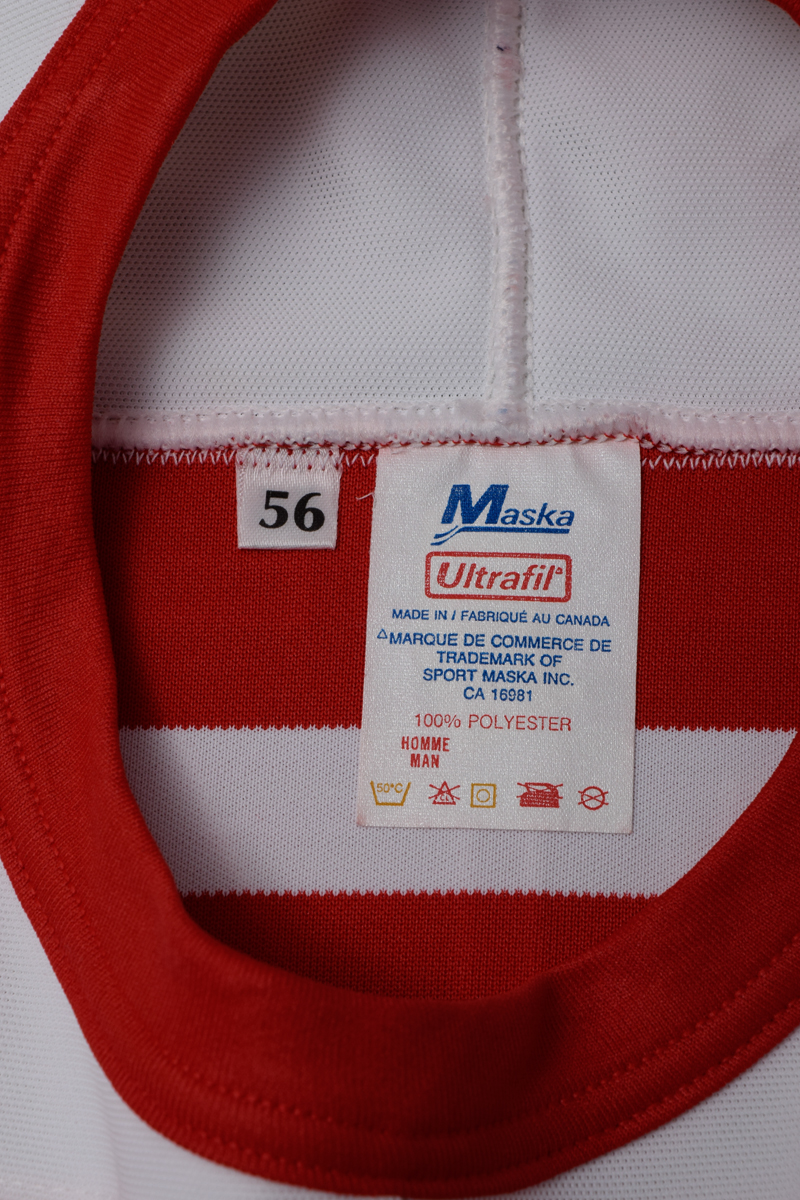 56
Maska
Ultrafil
MADE IN / FABRIQUÉ AU CANADA
△MARQUE DE COMMERCE DE
TRADEMARK OF
SPORT MASKA INC.
CA 16981
100% POLYESTER
HOMME
MAN
50°C CL